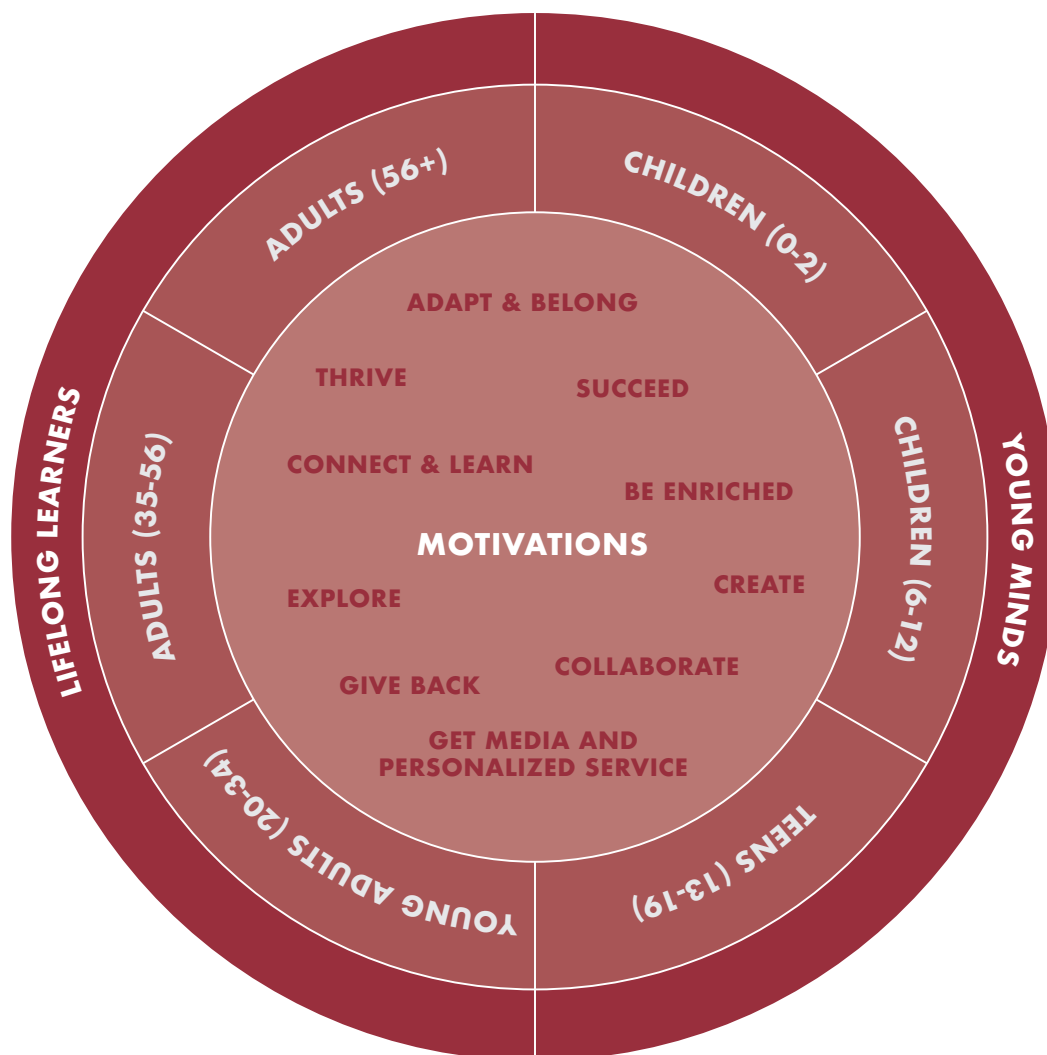 LIFELONG LEARNERS
YOUNG MINDS
ADULTS (56+)
CHILDREN (0-2)
CHILDREN (6-12)
TEENS (13-19)
YOUNG ADULTS (20-34)
ADULTS (35-56)
ADAPT & BELONG
THRIVE
SUCCEED
CONNECT & LEARN
BE ENRICHED
MOTIVATIONS
EXPLORE
CREATE
COLLABORATE
GIVE BACK
GET MEDIA AND
PERSONALIZED SERVICE